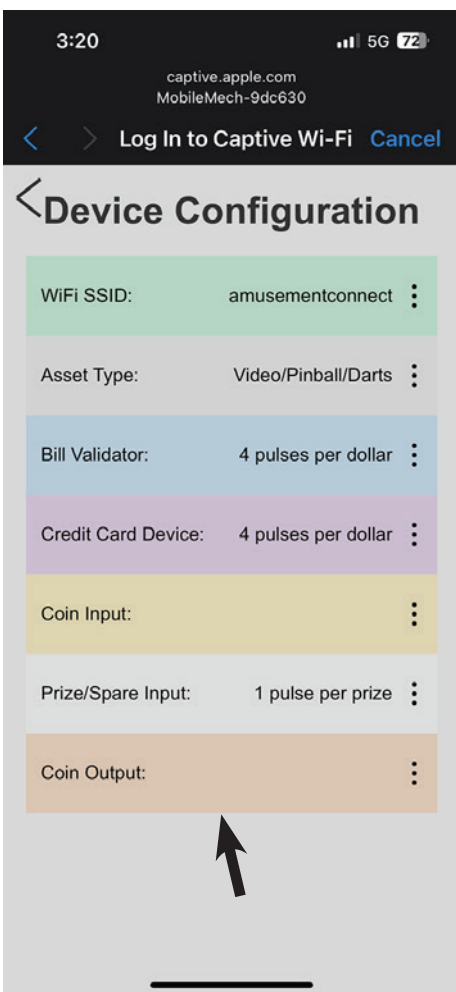 3:20 5G 72
captive.apple.com
MobileMech-9dc630
Log In to Captive Wi-Fi Cancel
Device Configuration
WiFi SSID: amusementconnect
Asset Type: Video/Pinball/Darts
Bill Validator: 4 pulses per dollar
Credit Card Device: 4 pulses per dollar
Coin Input:
Prize/Spare Input: 1 pulse per prize
Coin Output: